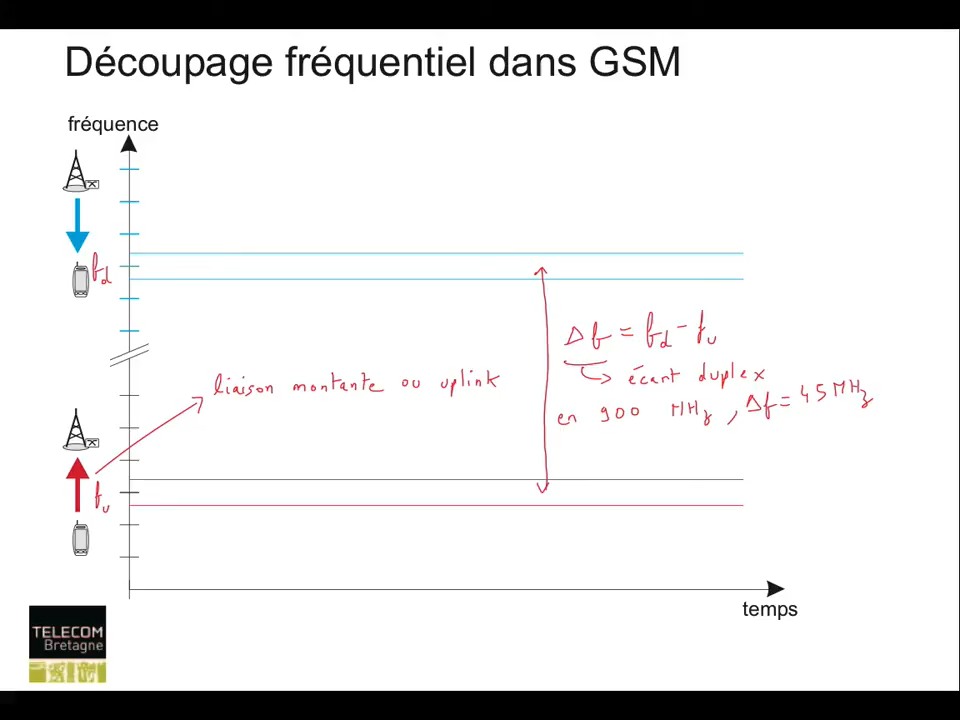 Découpage fréquentiel dans GSM
fréquence
fd
Δf = fd - fu
écart duplex
liaison montante ou uplink
en 900 MHz, Δf = 45 MHz
fu
temps
TELECOM
Bretagne